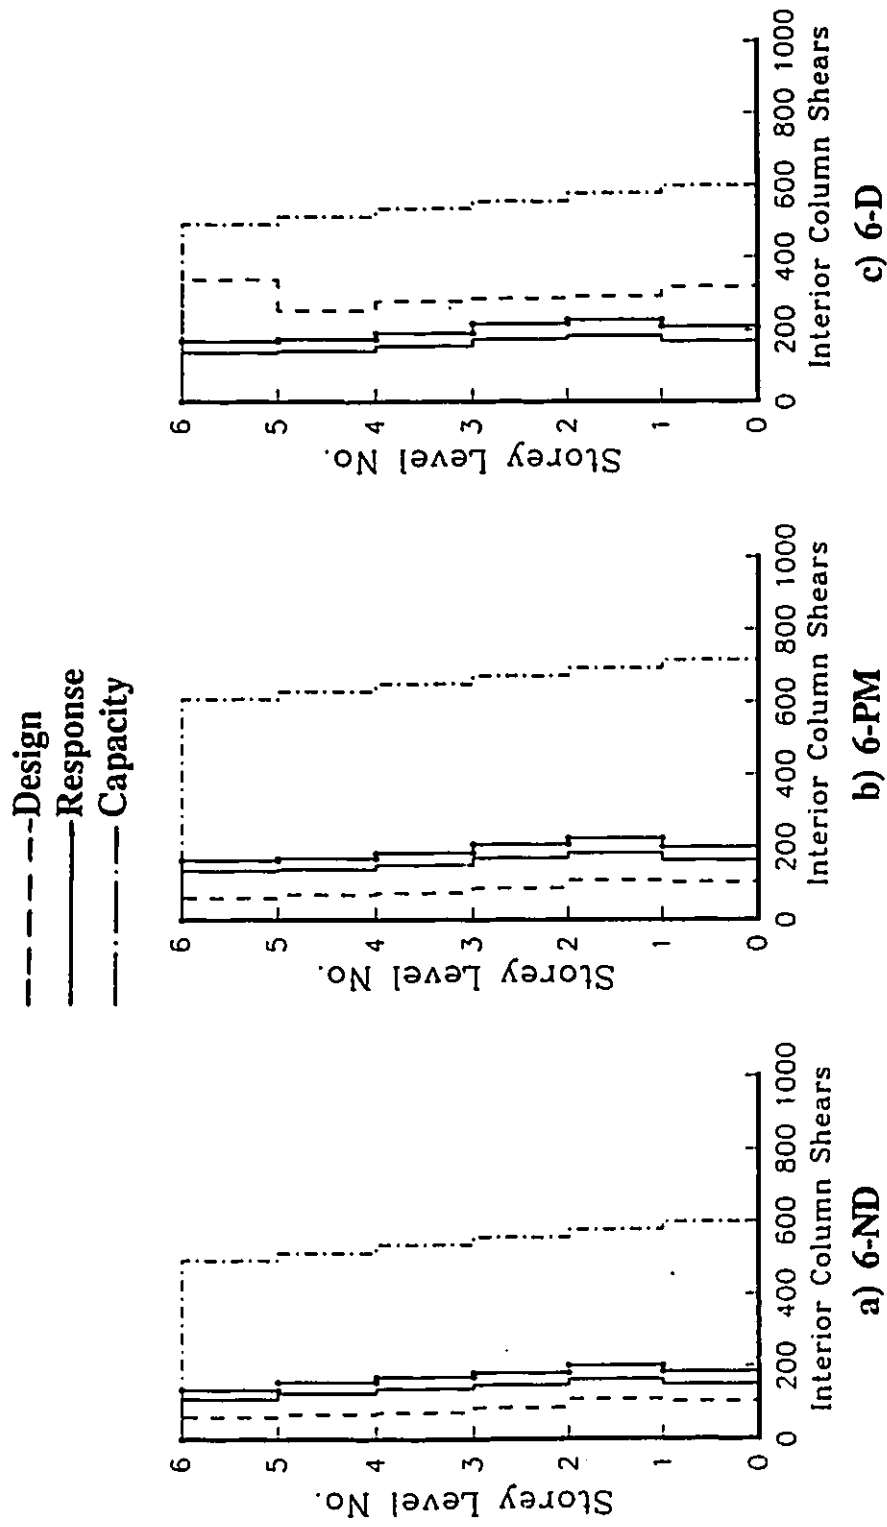 Design
Response
Capacity
6
5
4
3
2
1
0
Storey Level No.
0 200 400 600 800 1000
Interior Column Shears
a) 6-ND
6
5
4
3
2
1
0
Storey Level No.
0 200 400 600 800 1000
Interior Column Shears
b) 6-PM
6
5
4
3
2
1
0
Storey Level No.
0 200 400 600 800 1000
Interior Column Shears
c) 6-D